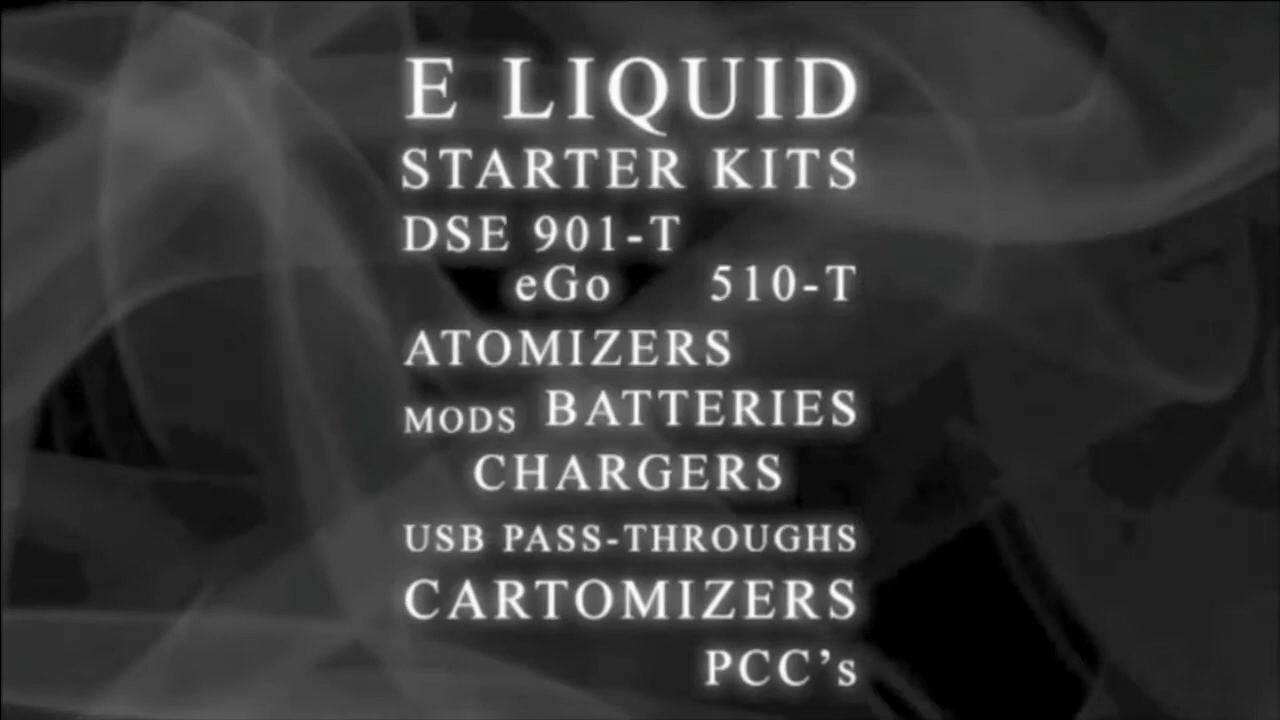 E LIQUID
STARTER KITS
DSE 901-T
eGo 510-T
ATOMIZERS
MODS BATTERIES
CHARGERS
USB PASS-THROUGHS
CARTOMIZERS
PCC's